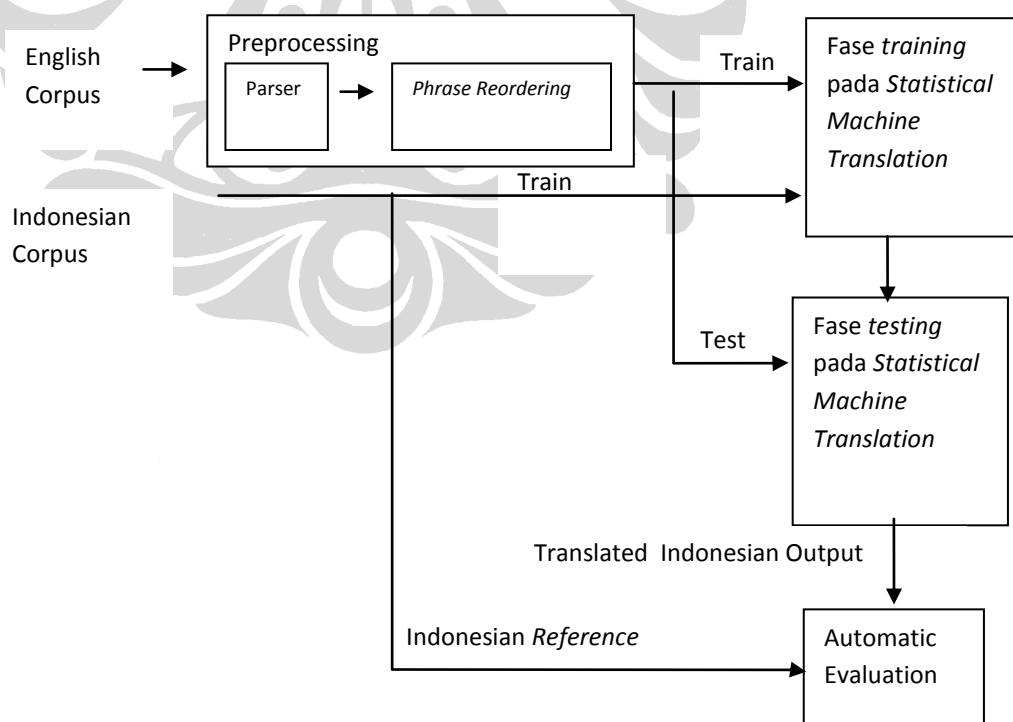 English
Corpus
Preprocessing
Parser
Phrase Reordering
Train
Fase training
pada Statistical
Machine
Translation
Train
Indonesian
Corpus
Test
Fase testing
pada Statistical
Machine
Translation
Translated Indonesian Output
Indonesian Reference
Automatic
Evaluation